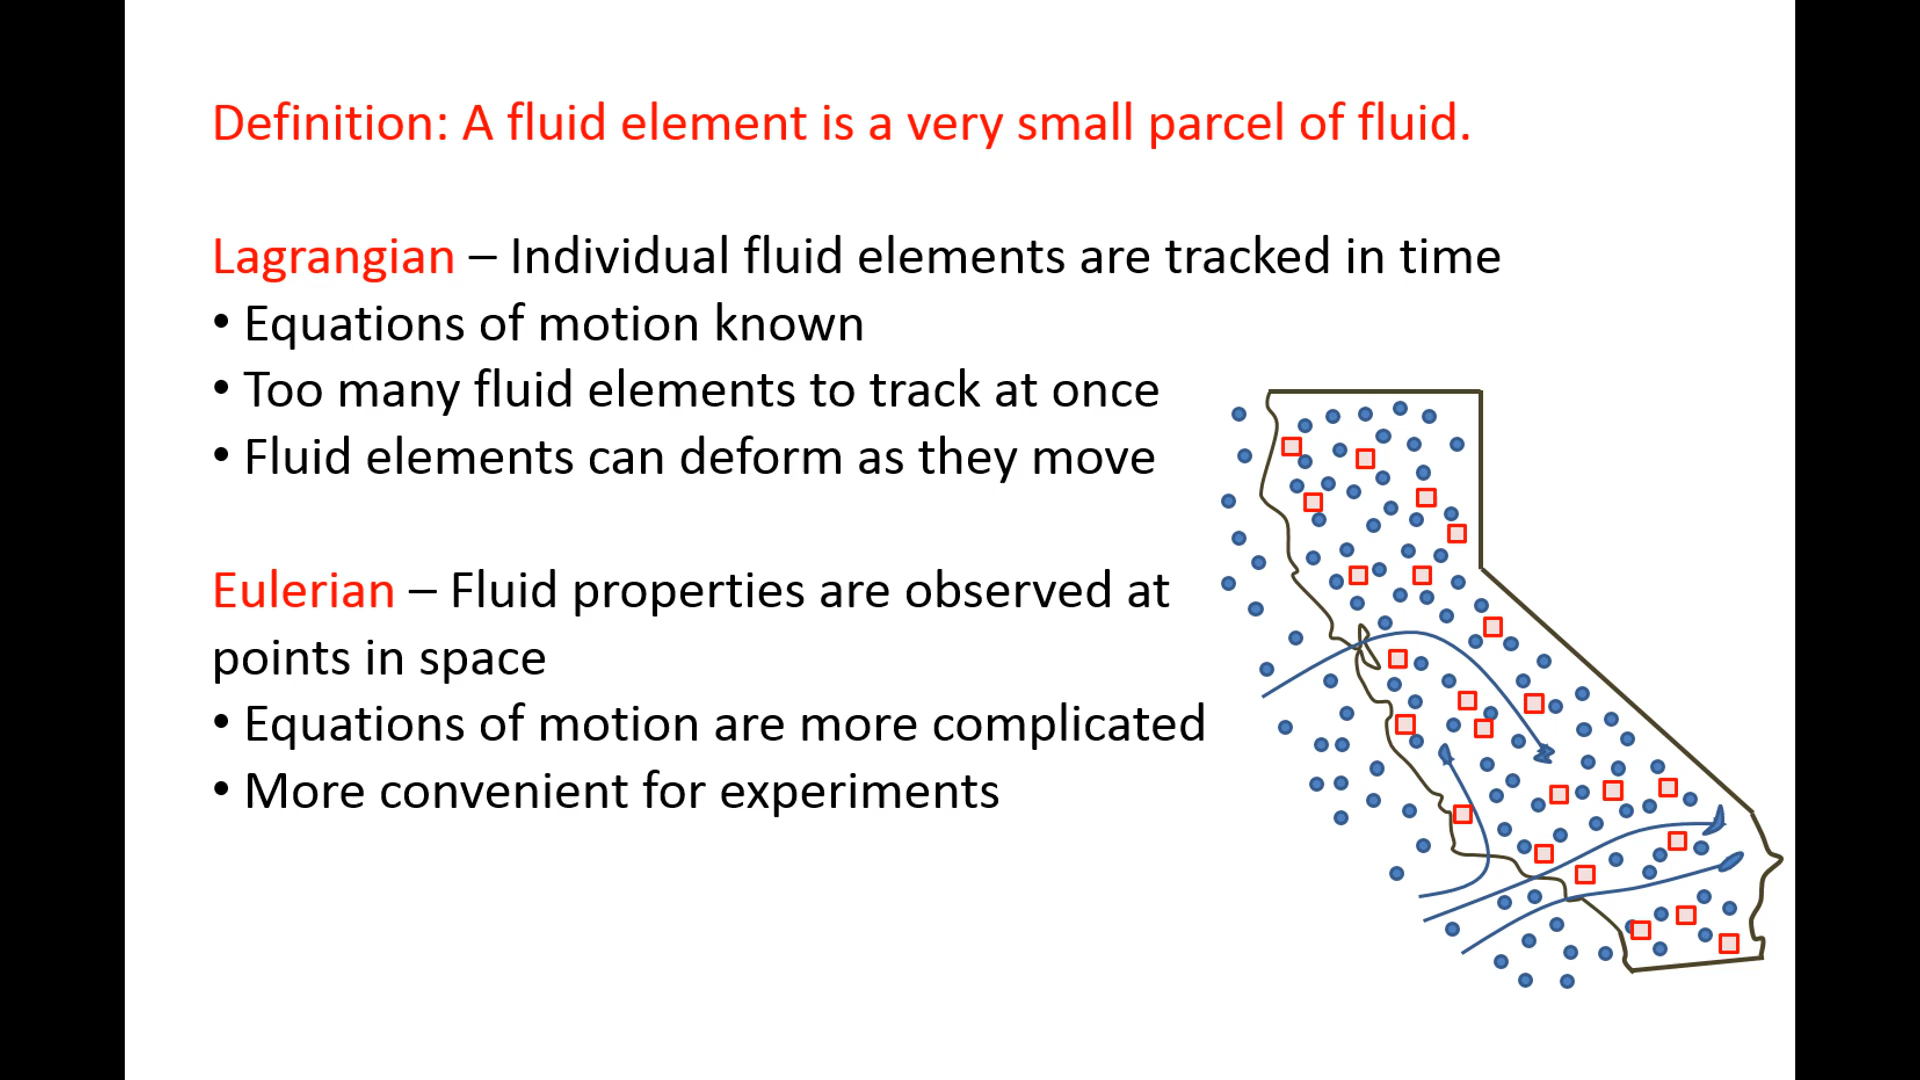 Definition: A fluid element is a very small parcel of fluid.
Lagrangian – Individual fluid elements are tracked in time
• Equations of motion known
• Too many fluid elements to track at once
• Fluid elements can deform as they move
Eulerian – Fluid properties are observed at
points in space
• Equations of motion are more complicated
• More convenient for experiments